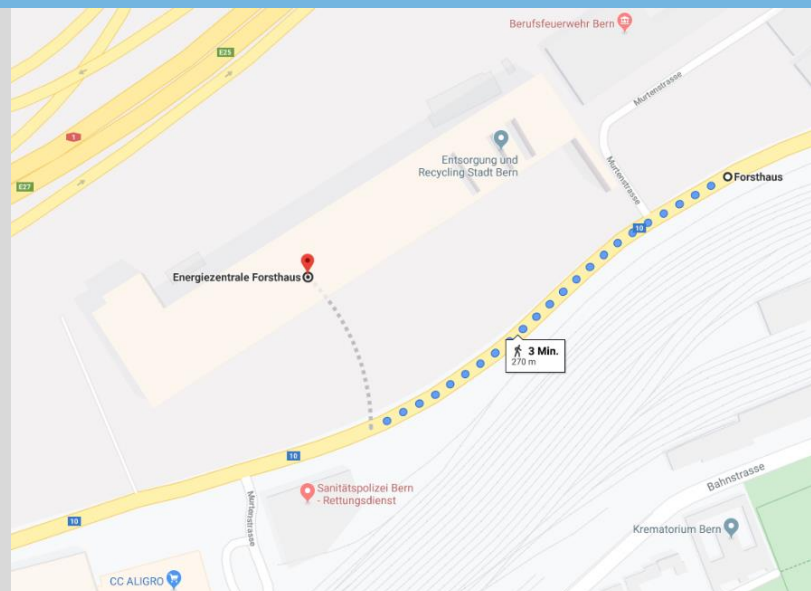 Berufsfeuerwehr Bern
E25
Murtenstrasse
1
Entsorgung und
Recycling Stadt Bern
Murtenstrasse
Forsthaus
E27
10
Energiezentrale Forsthaus
3 Min.
270 m
10
Bahnstrasse
Sanitätspolizei Bern
- Rettungsdienst
Murtenstrasse
10
Krematorium Bern
CC ALIGRO